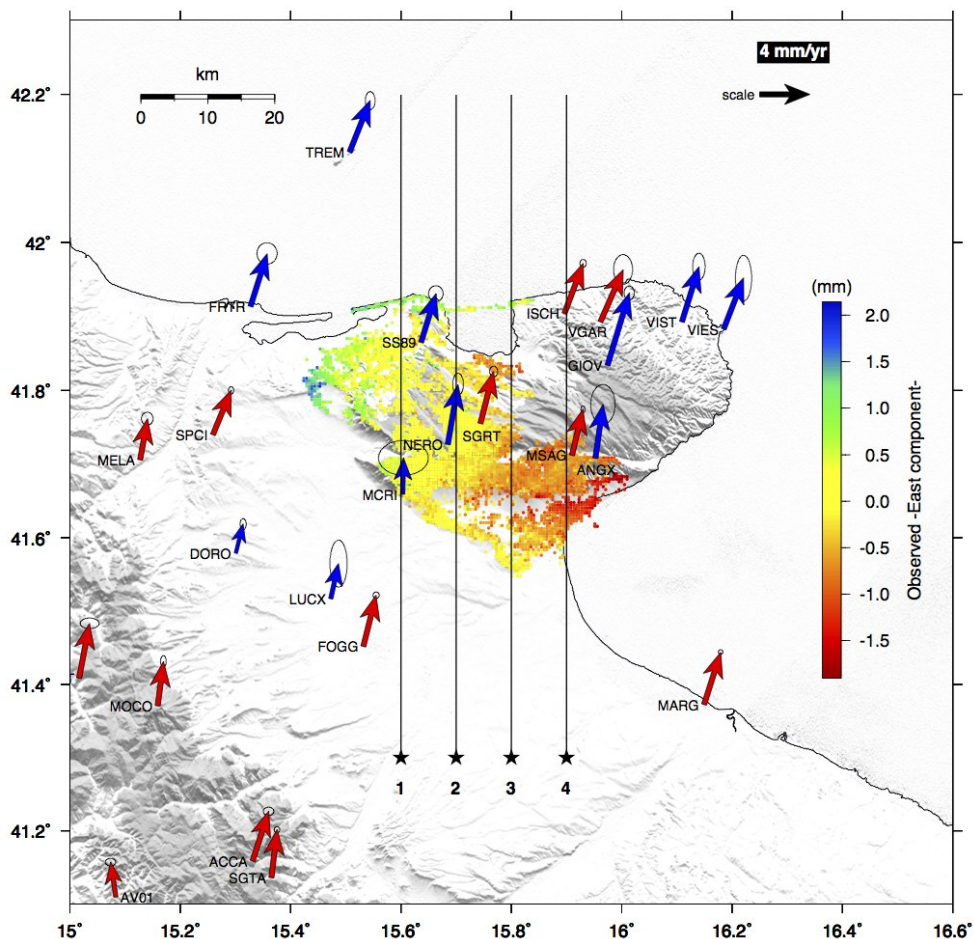 4 mm/yr
km
scale
0 10 20
42.2°
TREM
42°
FRTR
SS89
ISCH
VGAR
GIOV
VIST
VIES
(mm)
2.0
1.5
1.0
0.5
0.0
-0.5
-1.0
-1.5
Observed -East component-
41.8°
SPCI
MELA
NERO
SGRT
MSAG
ANGX
MCRI
41.6°
DORO
LUCX
FOGG
41.4°
MOCO
MARG
1 2 3 4
41.2°
ACCA
SGTA
AV01
15° 15.2° 15.4° 15.6° 15.8° 16° 16.2° 16.4° 16.6°